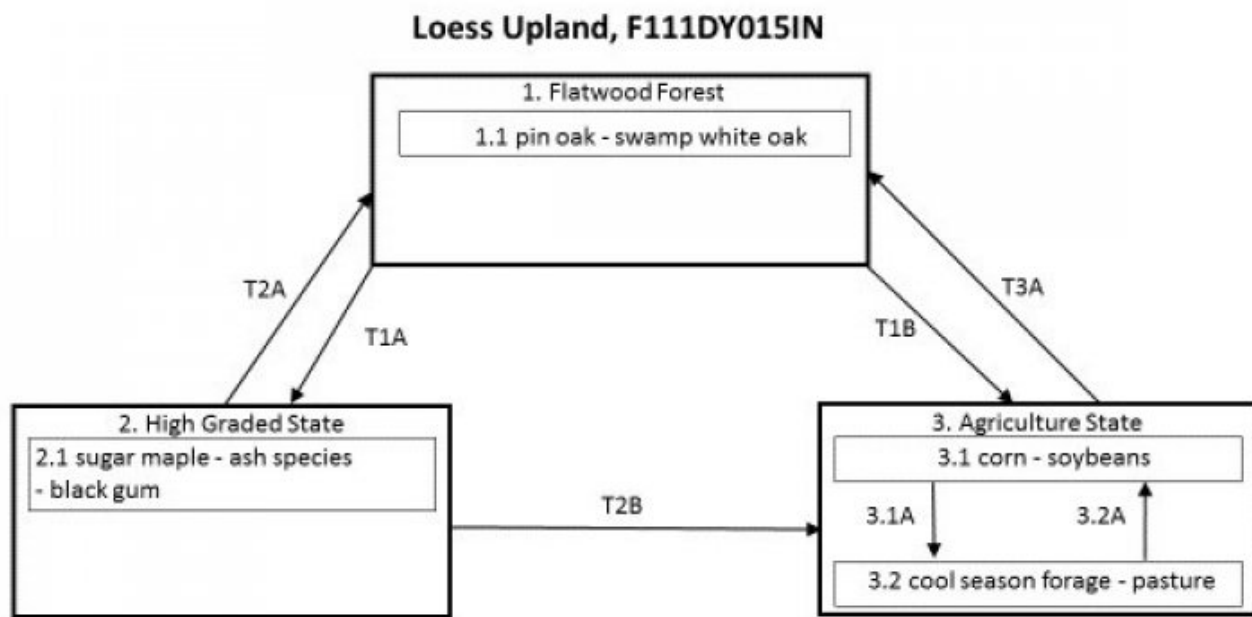 Loess Upland, F111DY015IN
1. Flatwood Forest
1.1 pin oak - swamp white oak
T2A
T1A
T1B
T3A
2. High Graded State
2.1 sugar maple - ash species
- black gum
T2B
3. Agriculture State
3.1 corn - soybeans
3.1A
3.2A
3.2 cool season forage - pasture